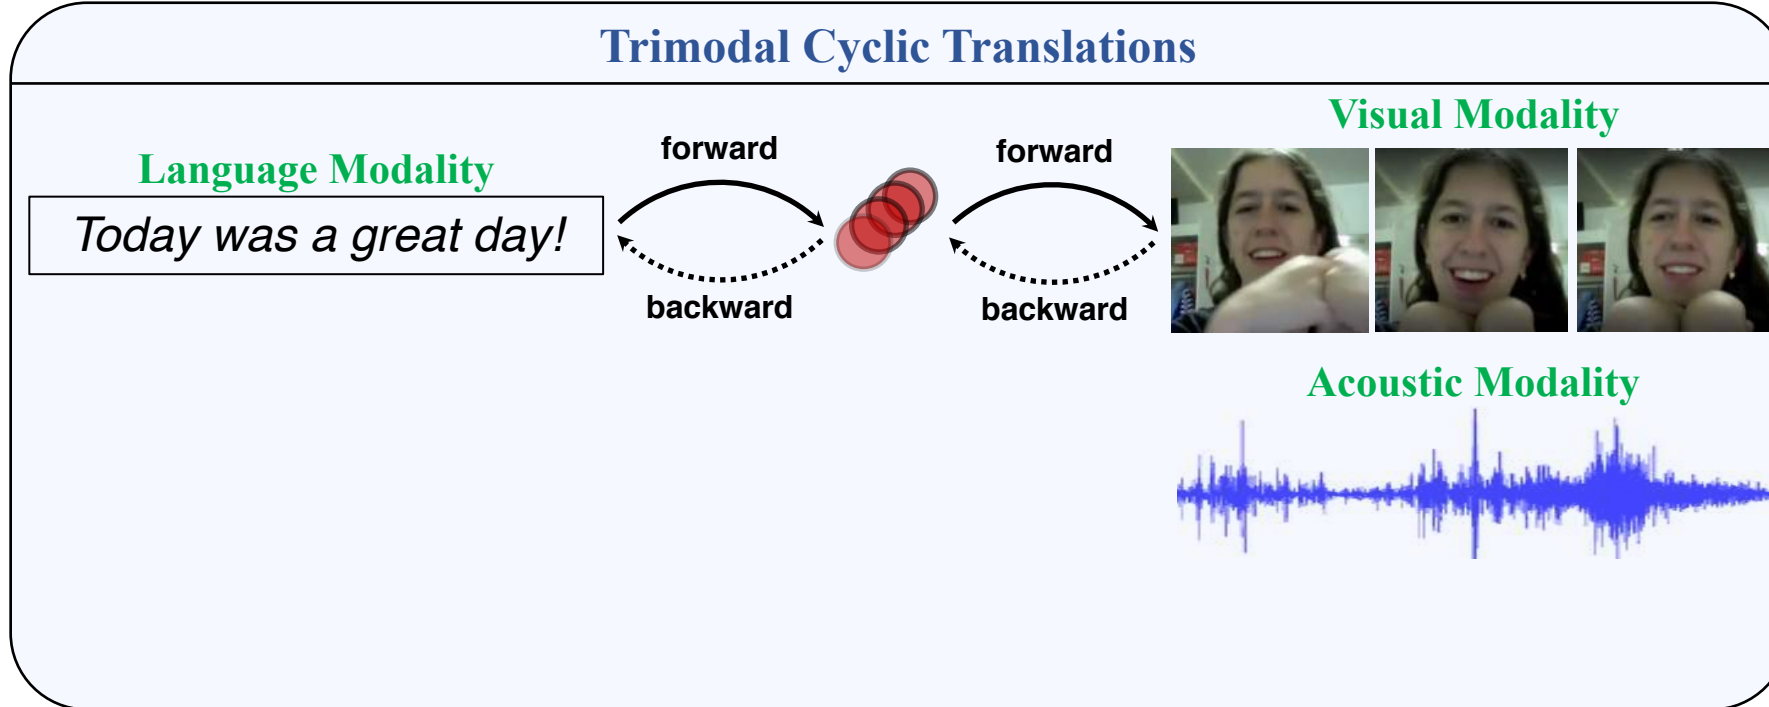 Trimodal Cyclic Translations
Visual Modality
Language Modality
forward
forward
Today was a great day!
backward
backward
Acoustic Modality